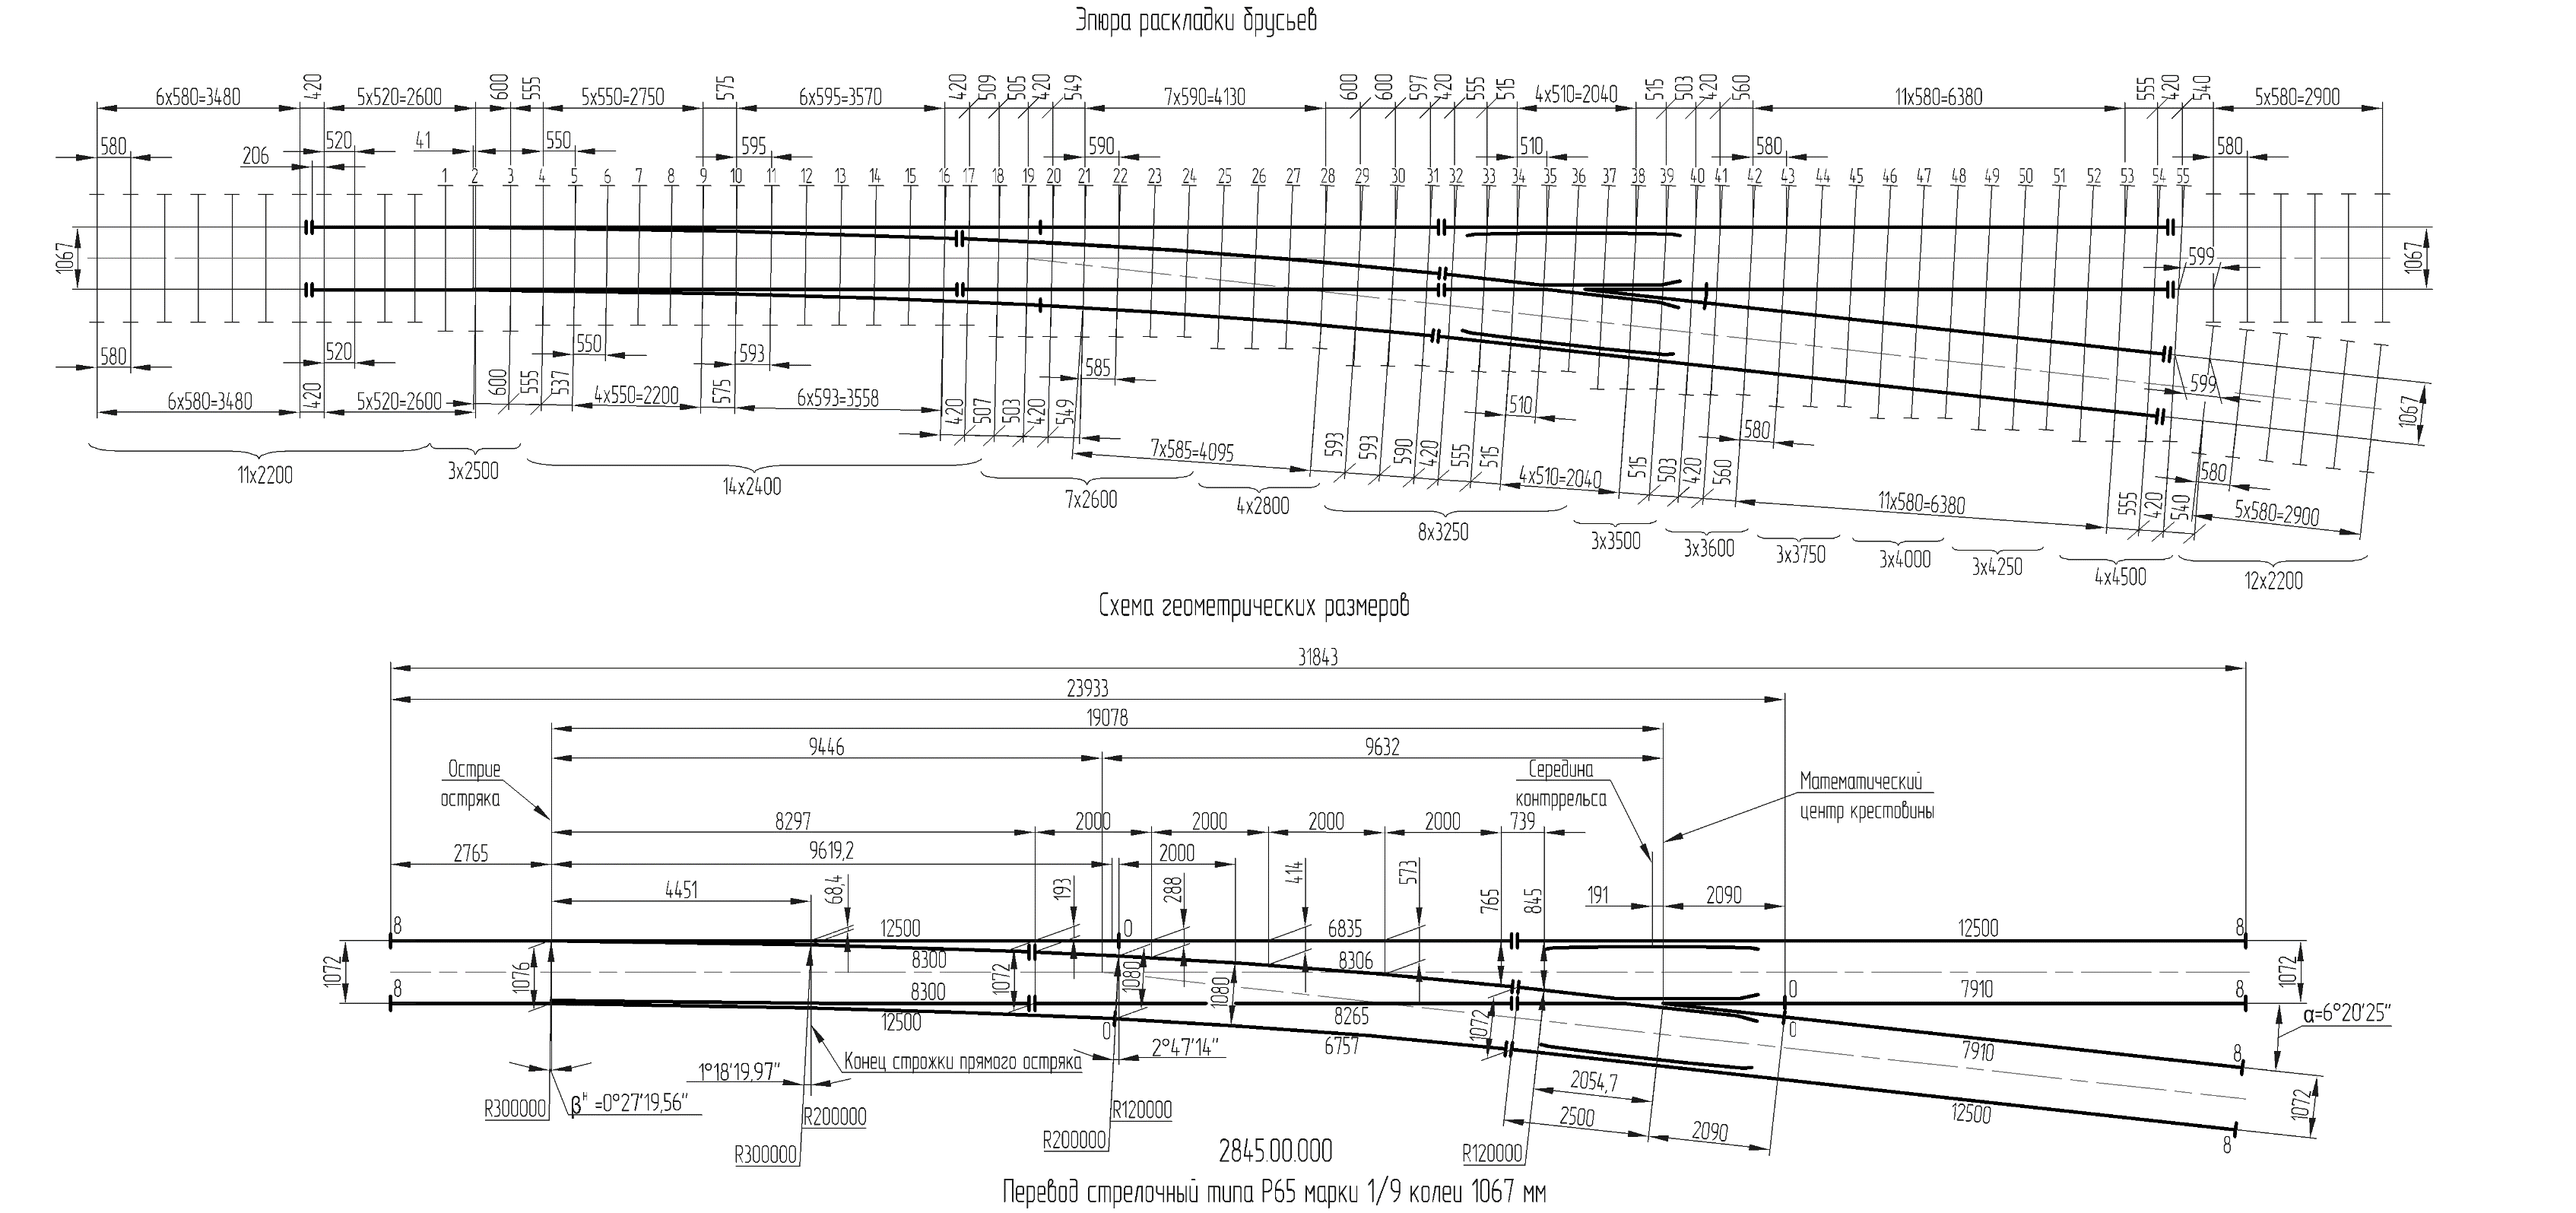 Эпюра раскладки брусьев
6х580=3480 420 5х520=2600 600 555 5х550=2750 575 6х595=3570 420 509 505 420 549 7х590=4130 600 600 597 420 555 515 4х510=2040 515 503 420 560 11х580=6380 555 420 540 5х580=2900
580 206 520 41 550 595 590 510 580 580
1 2 3 4 5 6 7 8 9 10 11 12 13 14 15 16 17 18 19 20 21 22 23 24 25 26 27 28 29 30 31 32 33 34 35 36 37 38 39 40 41 42 43 44 45 46 47 48 49 50 51 52 53 54 55
1067 599 1067
580 520 550 593 585 510 580 599 1067
6х580=3480 420 5х520=2600 600 555 537 4х550=2200 575 6х593=3558 420 507 503 420 549 7х585=4095 593 593 590 420 555 515 4х510=2040 515 503 420 560 11х580=6380 555 420 540 580 5х580=2900
11х2200 3х2500 14х2400 7х2600 4х2800 8х3250 3х3500 3х3600 3х3750 3х4000 3х4250 4х4500 12х2200
Схема геометрических размеров
31843
23933
19078
9446 9632
Острие
остряка
Середина
контррельса
Математический
центр крестовины
8297 2000 2000 2000 2000 739
2765 9619,2 2000
4451 68,4 193 288 414 573 765 845 191 2090
8 12500 0 6835 12500 8
1072 1076 8300 1072 1080 8306 1072
8 8300 1080 0 7910 8
12500 0 8265 1072 0 α=6°20'25"
6757 7910 8
Конец строжки прямого остряка 2°47'14"
1°18'19,97" 2054,7 1072
R300000 βᴴ =0°27'19,56" R200000 R120000 2500 12500
R300000 R200000 R120000 2090 8
2845.00.000
Перевод стрелочный типа Р65 марки 1/9 колеи 1067 мм